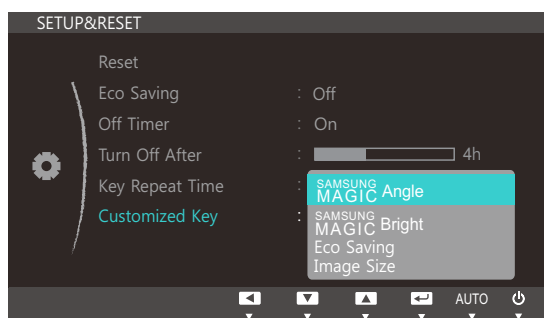 SETUP&RESET
Reset
Eco Saving : Off
Off Timer : On
Turn Off After : 4h
Key Repeat Time :
Customized Key :
SAMSUNG MAGIC Angle
SAMSUNG MAGIC Bright
Eco Saving
Image Size
AUTO